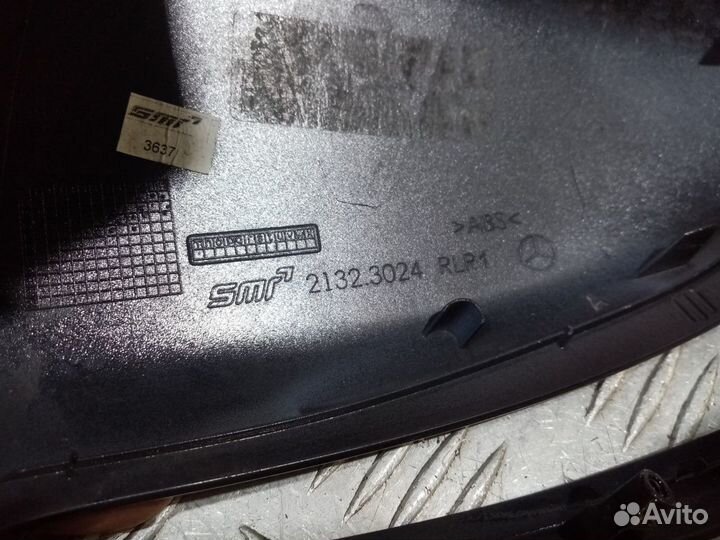 SMR
3637
>ABS<
SMR 2132.3024 RLR1
A
Avito